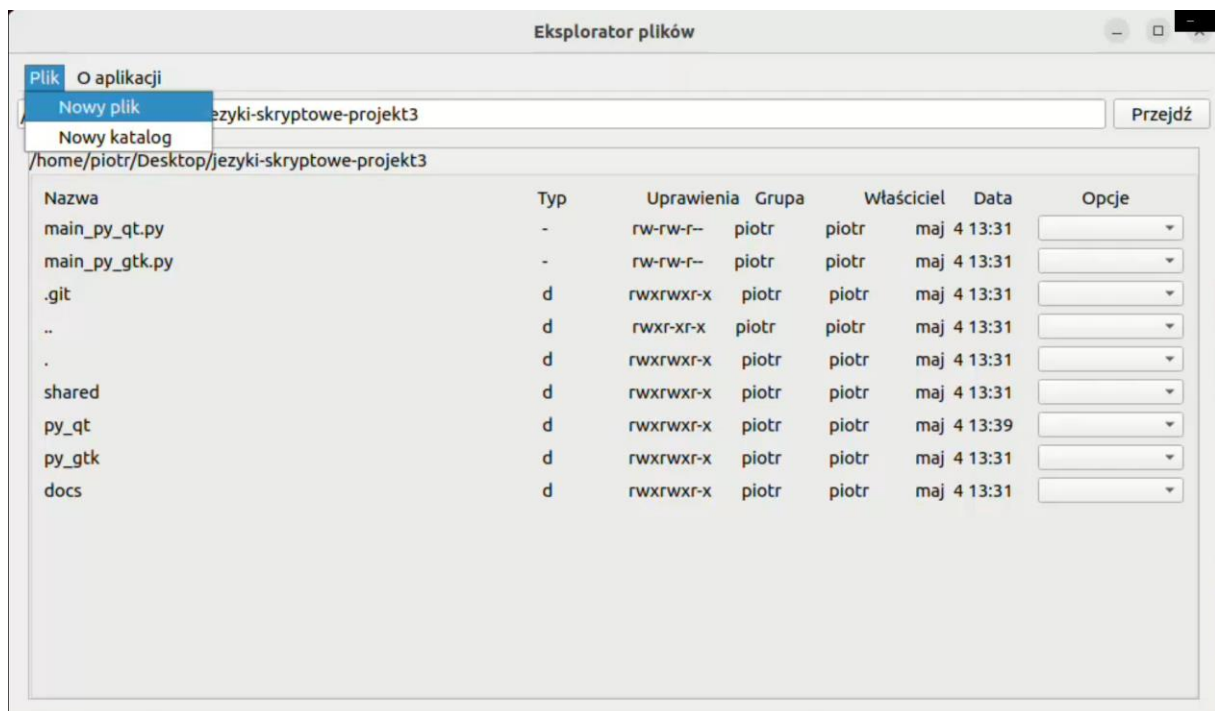 Eksplorator plików
Plik O aplikacji
Nowy plik
ezyki-skryptowe-projekt3 Przejdź
Nowy katalog
/home/piotr/Desktop/jezyki-skryptowe-projekt3
Nazwa Typ Uprawienia Grupa Właściciel Data Opcje
main_py_qt.py - rw-rw-r-- piotr piotr maj 4 13:31
main_py_gtk.py - rw-rw-r-- piotr piotr maj 4 13:31
.git d rwxrwxr-x piotr piotr maj 4 13:31
.. d rwxr-xr-x piotr piotr maj 4 13:31
. d rwxrwxr-x piotr piotr maj 4 13:31
shared d rwxrwxr-x piotr piotr maj 4 13:31
py_qt d rwxrwxr-x piotr piotr maj 4 13:39
py_gtk d rwxrwxr-x piotr piotr maj 4 13:31
docs d rwxrwxr-x piotr piotr maj 4 13:31